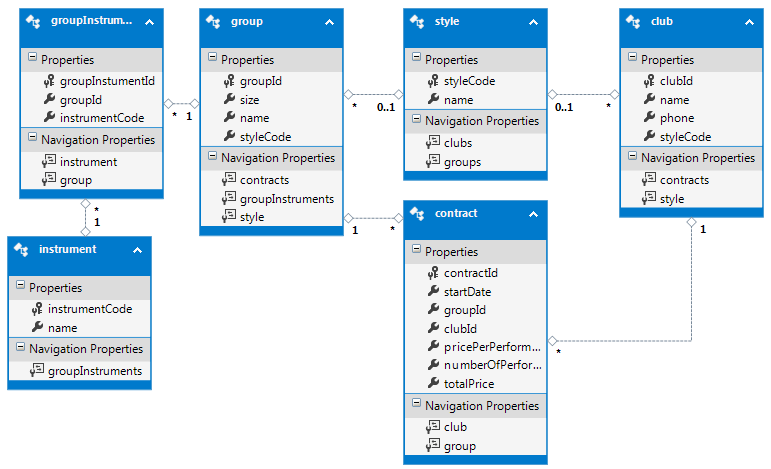 groupInstrum...
Properties
groupInstumentId
groupId
instrumentCode
Navigation Properties
instrument
group
* 1
*
1
instrument
Properties
instrumentCode
name
Navigation Properties
groupInstruments
group
Properties
groupId
size
name
styleCode
Navigation Properties
contracts
groupInstruments
style
* 0..1
1 *
style
Properties
styleCode
name
Navigation Properties
clubs
groups
0..1 *
contract
Properties
contractId
startDate
groupId
clubId
pricePerPerform...
numberOfPerfor...
totalPrice
Navigation Properties
club
group
club
Properties
clubId
name
phone
styleCode
Navigation Properties
contracts
style
1
*